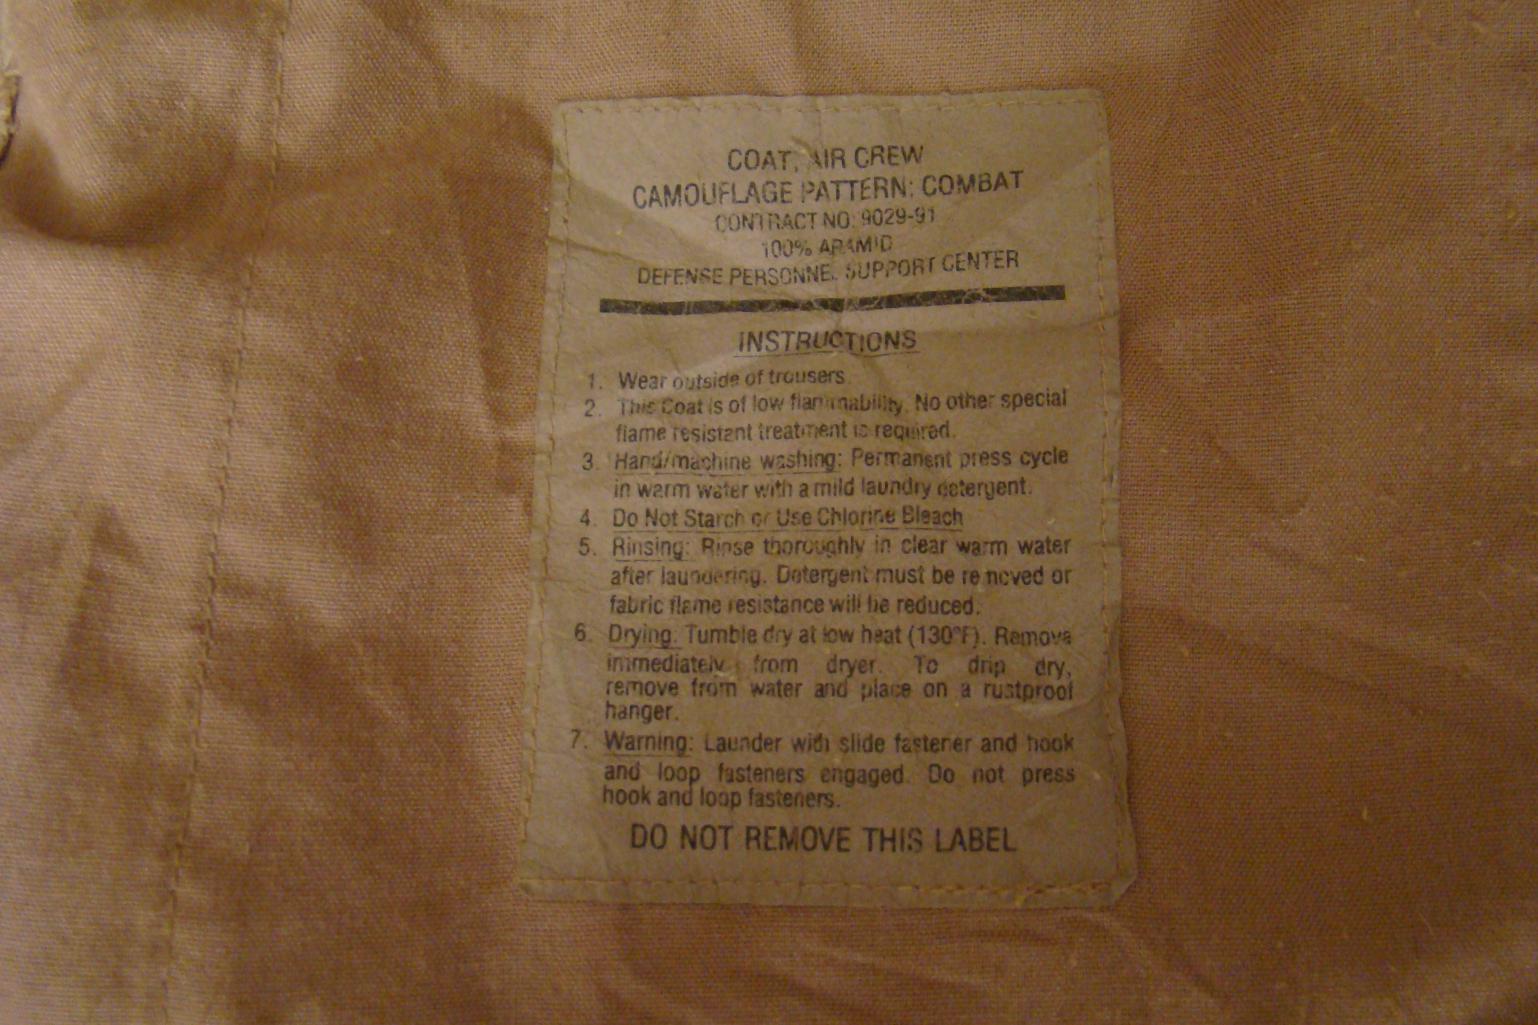 COAT, AIR CREW
CAMOUFLAGE PATTERN: COMBAT
CONTRACT NO. 9029-91
100% ARAMID
DEFENSE PERSONNEL SUPPORT CENTER
INSTRUCTIONS
1. Wear outside of trousers.
2. This Coat is of low flammability. No other special
flame resistant treatment is required.
3. Hand/machine washing: Permanent press cycle
in warm water with a mild laundry detergent.
4. Do Not Starch or Use Chlorine Bleach
5. Rinsing: Rinse thoroughly in clear warm water
after laundering. Detergent must be removed or
fabric flame resistance will be reduced.
6. Drying: Tumble dry at low heat (130°F). Remove
immediately from dryer. To drip dry,
remove from water and place on a rustproof
hanger.
7. Warning: Launder with slide fastener and hook
and loop fasteners engaged. Do not press
hook and loop fasteners.
DO NOT REMOVE THIS LABEL